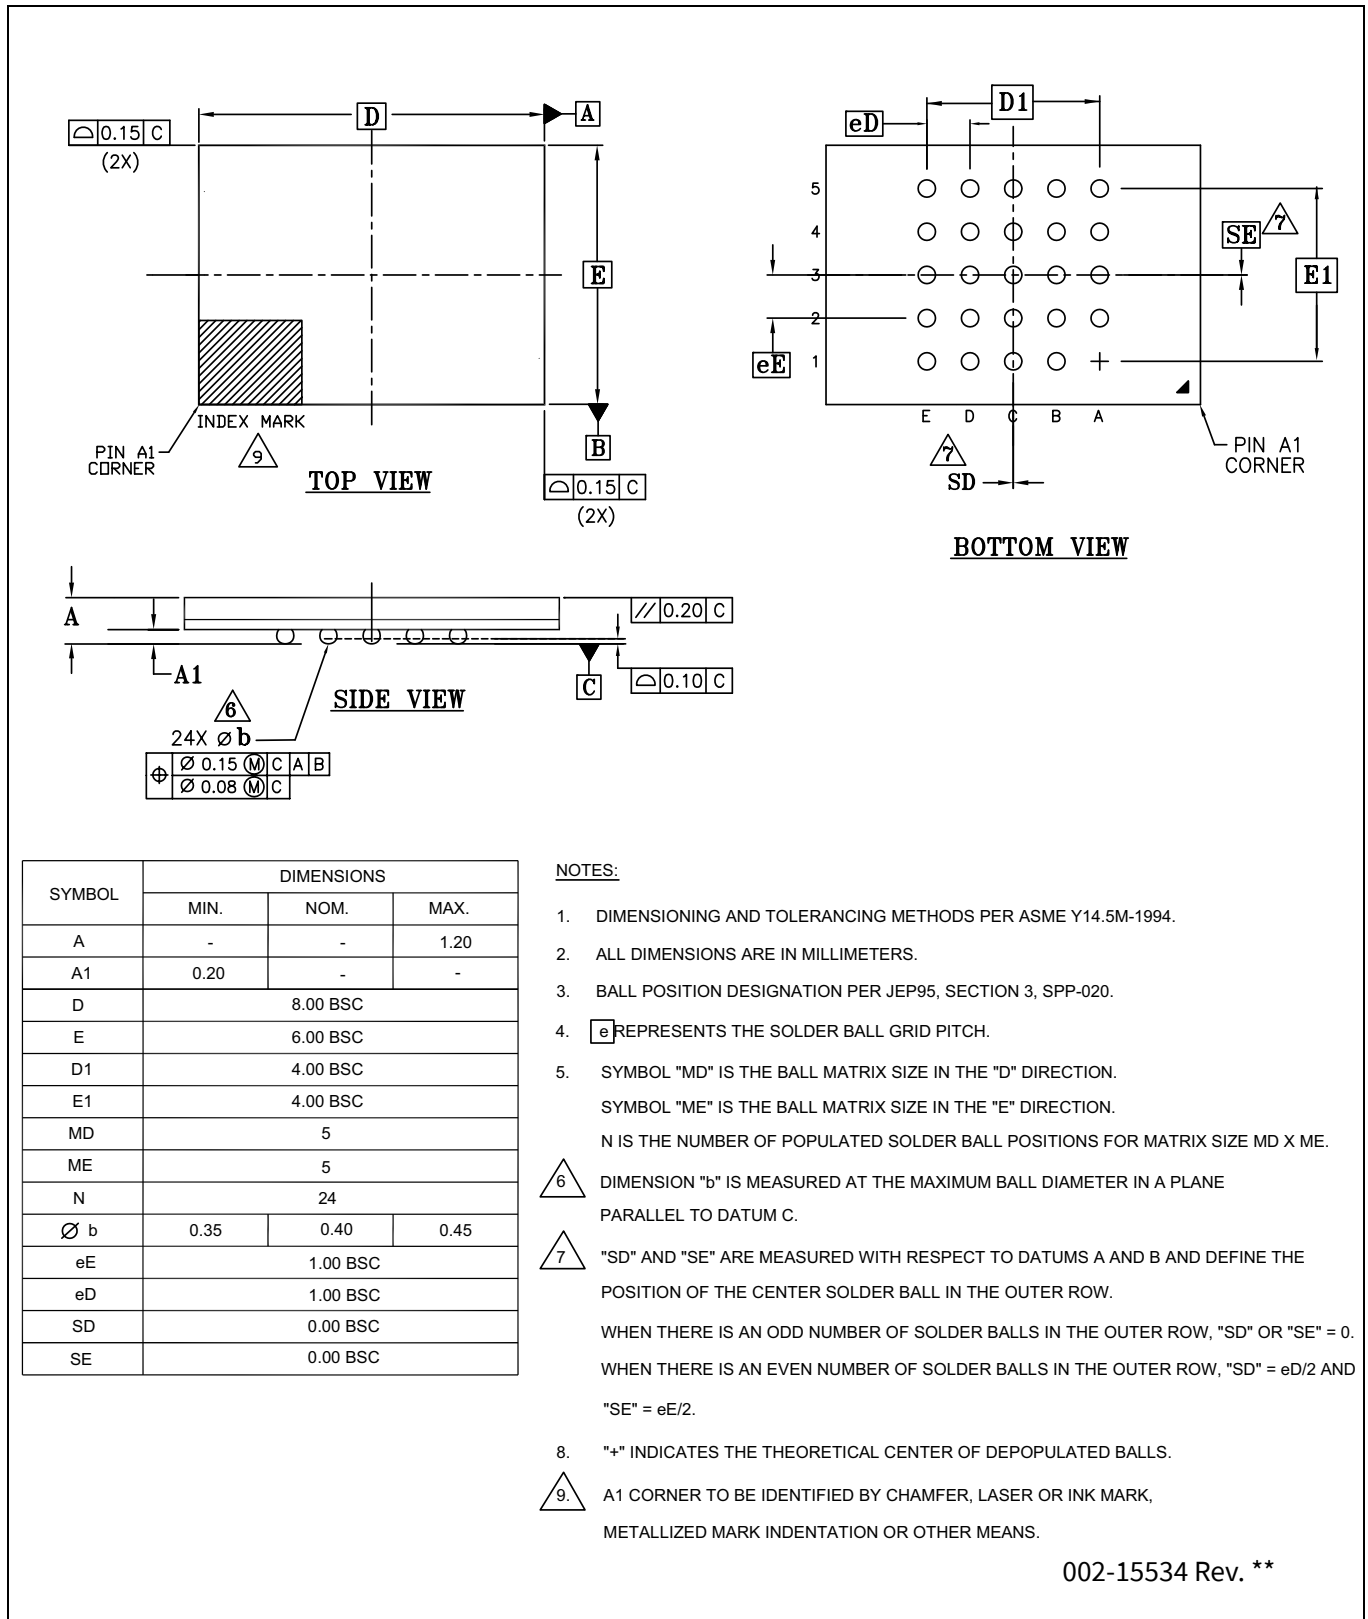 D
A
0.15 C
(2X)
E
INDEX MARK
9
PIN A1
CORNER
B
TOP VIEW
0.15 C
(2X)
D1
eD
5
4
3
2
1
SE
7
E1
eE
E D C B A
7
SD
PIN A1
CORNER
BOTTOM VIEW
A
A1
// 0.20 C
C
0.10 C
SIDE VIEW
6
24X ⌀ b
⌖ ⌀ 0.15 Ⓜ C A B
⌀ 0.08 Ⓜ C
SYMBOL DIMENSIONS
MIN. NOM. MAX.
A - - 1.20
A1 0.20 - -
D 8.00 BSC
E 6.00 BSC
D1 4.00 BSC
E1 4.00 BSC
MD 5
ME 5
N 24
⌀ b 0.35 0.40 0.45
eE 1.00 BSC
eD 1.00 BSC
SD 0.00 BSC
SE 0.00 BSC
NOTES:
1. DIMENSIONING AND TOLERANCING METHODS PER ASME Y14.5M-1994.
2. ALL DIMENSIONS ARE IN MILLIMETERS.
3. BALL POSITION DESIGNATION PER JEP95, SECTION 3, SPP-020.
4. e REPRESENTS THE SOLDER BALL GRID PITCH.
5. SYMBOL "MD" IS THE BALL MATRIX SIZE IN THE "D" DIRECTION.
SYMBOL "ME" IS THE BALL MATRIX SIZE IN THE "E" DIRECTION.
N IS THE NUMBER OF POPULATED SOLDER BALL POSITIONS FOR MATRIX SIZE MD X ME.
6 DIMENSION "b" IS MEASURED AT THE MAXIMUM BALL DIAMETER IN A PLANE
PARALLEL TO DATUM C.
7 "SD" AND "SE" ARE MEASURED WITH RESPECT TO DATUMS A AND B AND DEFINE THE
POSITION OF THE CENTER SOLDER BALL IN THE OUTER ROW.
WHEN THERE IS AN ODD NUMBER OF SOLDER BALLS IN THE OUTER ROW, "SD" OR "SE" = 0.
WHEN THERE IS AN EVEN NUMBER OF SOLDER BALLS IN THE OUTER ROW, "SD" = eD/2 AND
"SE" = eE/2.
8. "+" INDICATES THE THEORETICAL CENTER OF DEPOPULATED BALLS.
9. A1 CORNER TO BE IDENTIFIED BY CHAMFER, LASER OR INK MARK,
METALLIZED MARK INDENTATION OR OTHER MEANS.
002-15534 Rev. **